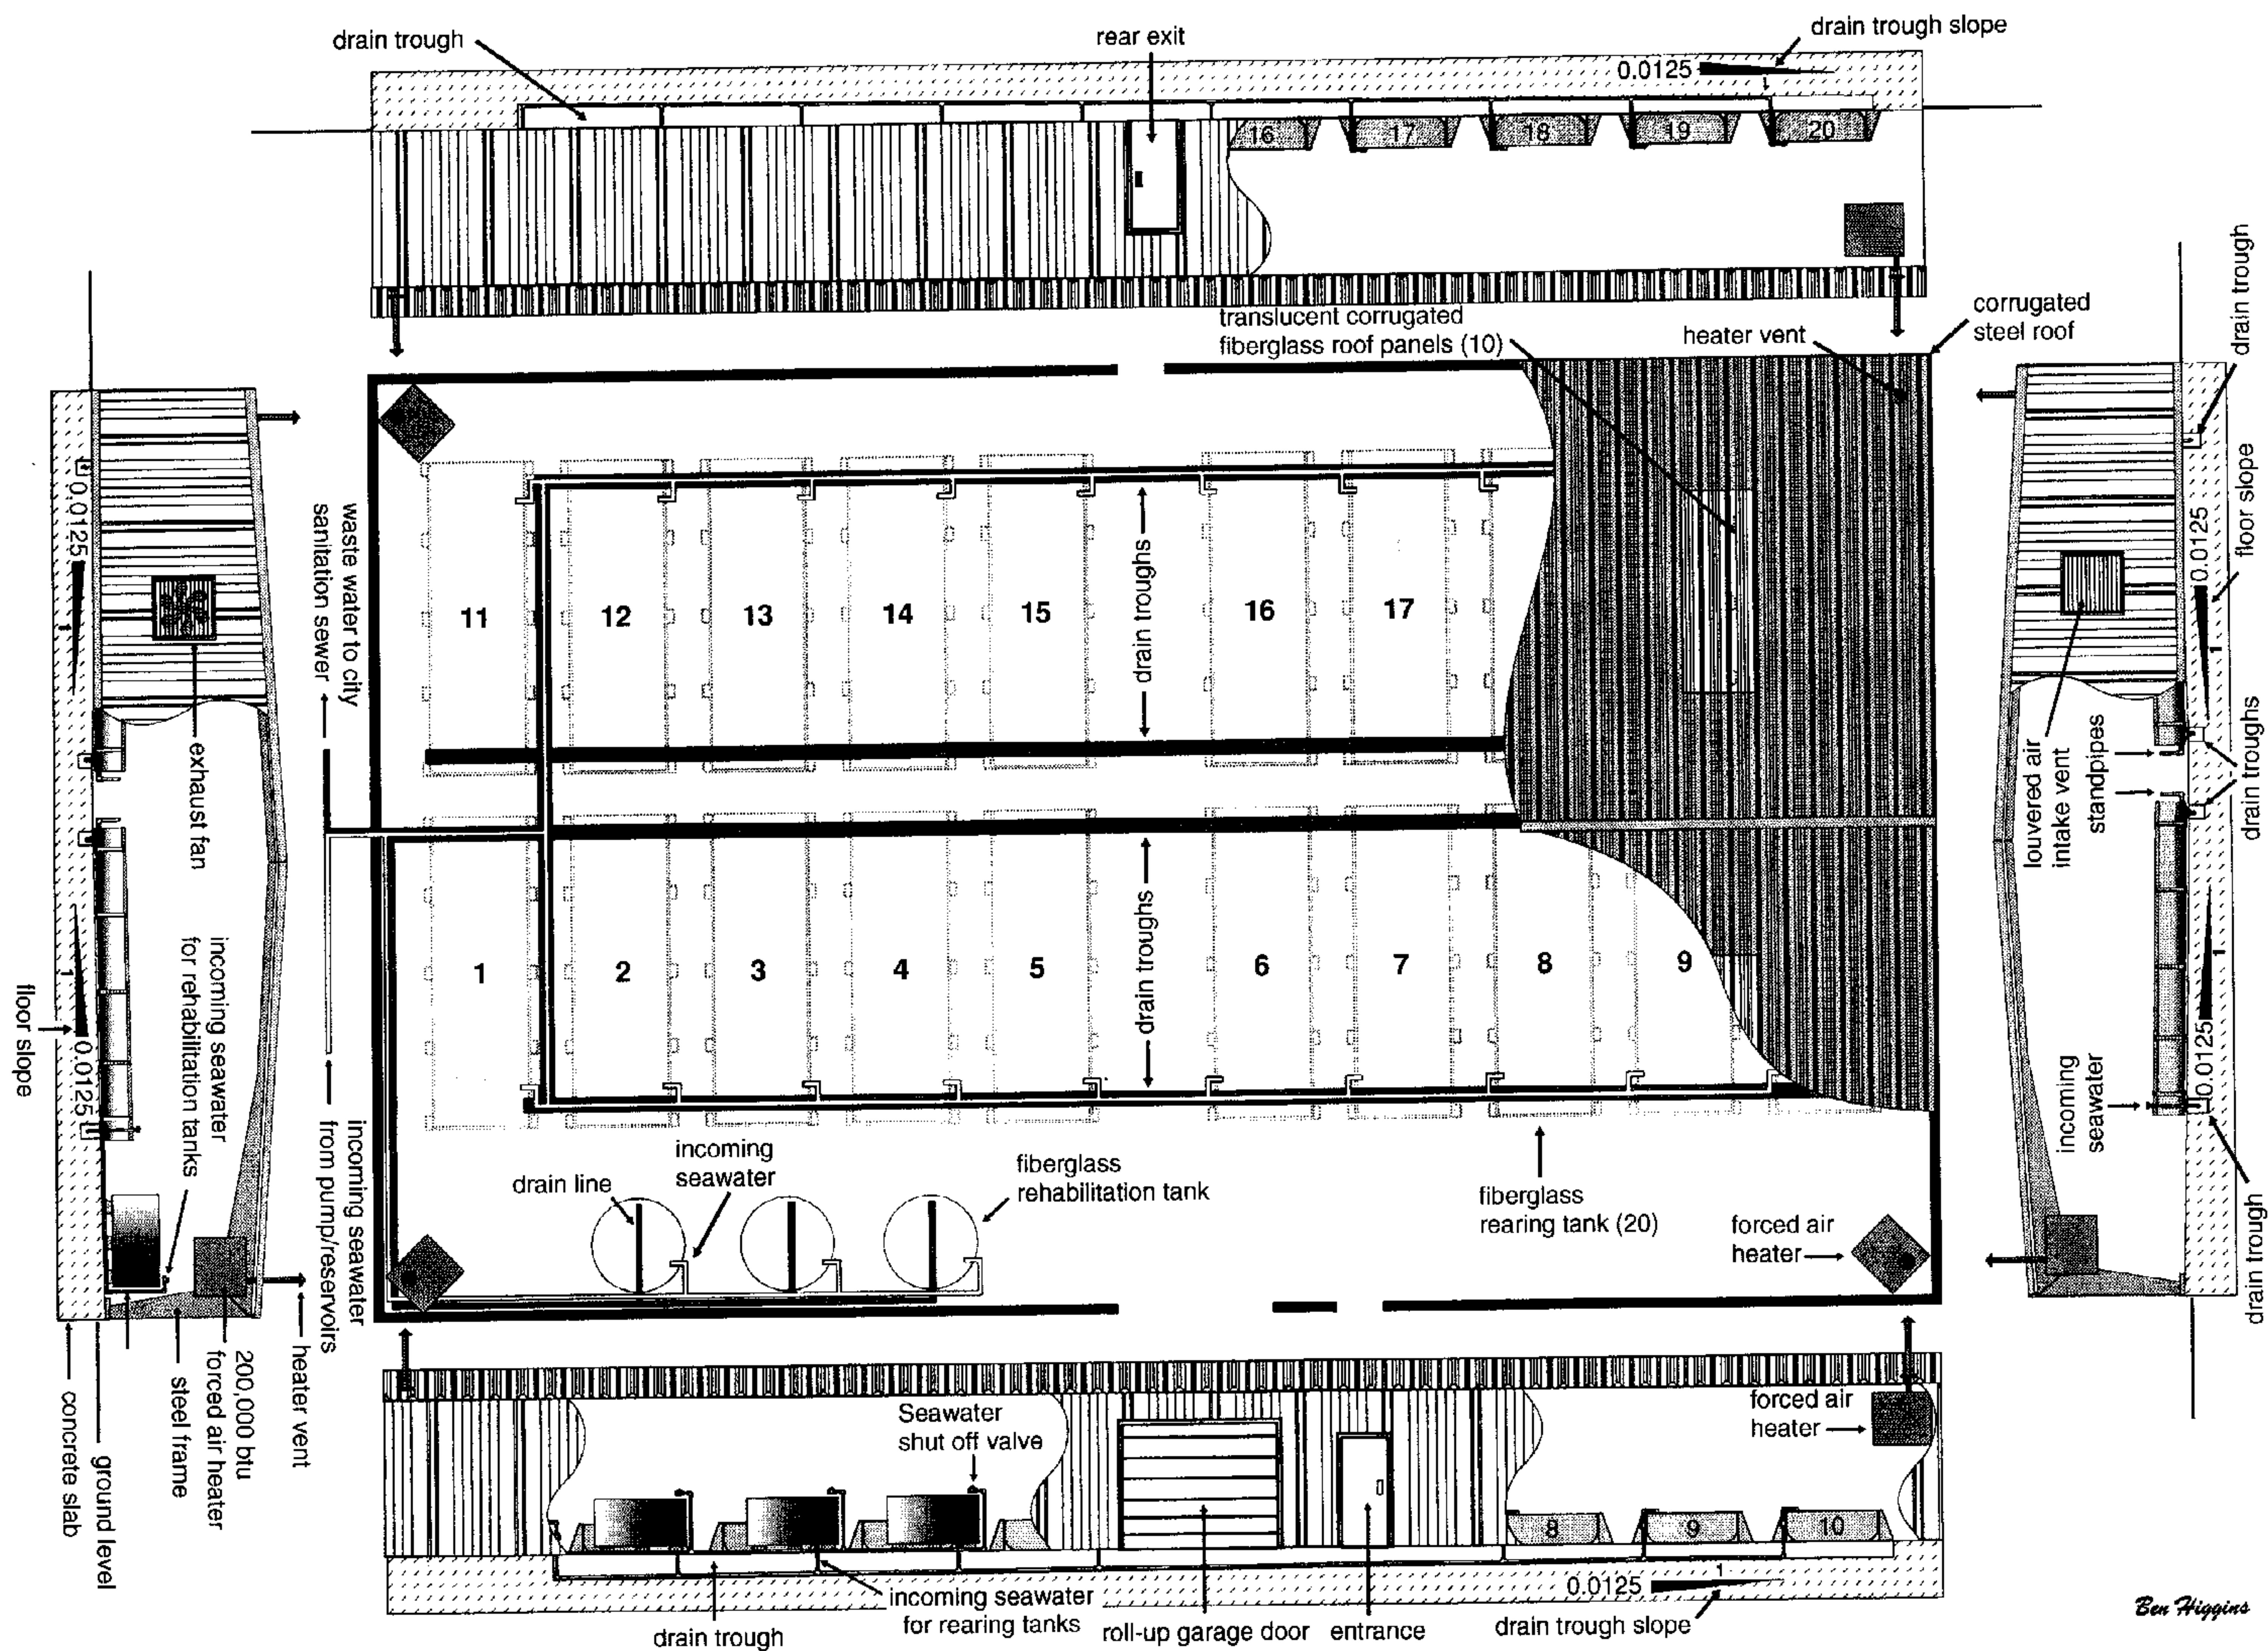 drain trough
rear exit
drain trough slope
0.0125
1
16
17
18
19
20
translucent corrugated
fiberglass roof panels (10)
heater vent
corrugated
steel roof
drain trough
floor slope
0.0125
1
louvered air
intake vent
standpipes
drain troughs
1
0.0125
incoming
seawater
drain trough
0.0125
1
exhaust fan
waste water to city
sanitation sewer
incoming seawater
for rehabilitation tanks
1
0.0125
floor slope
incoming seawater
from pump/reservoirs
heater vent
200,000 btu
forced air heater
steel frame
ground level
concrete slab
11
12
13
14
15
drain troughs
16
17
1
2
3
4
5
drain troughs
6
7
8
9
drain line
incoming
seawater
fiberglass
rehabilitation tank
fiberglass
rearing tank (20)
forced air
heater
Seawater
shut off valve
forced air
heater
8
9
10
0.0125
1
incoming seawater
for rearing tanks
drain trough
roll-up garage door
entrance
drain trough slope
Ben Higgins